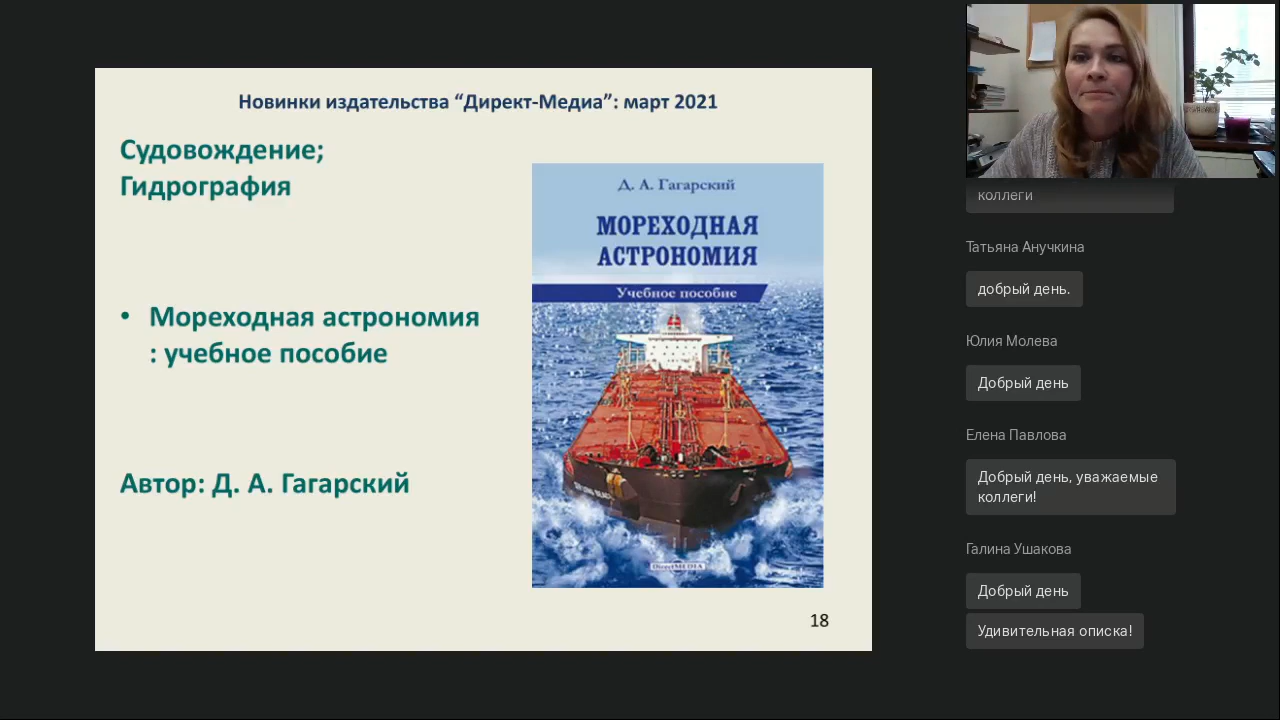 Новинки издательства “Директ-Медиа”: март 2021
Судовождение;
Гидрография
• Мореходная астрономия
: учебное пособие
Автор: Д. А. Гагарский
Д. А. Гагарский
МОРЕХОДНАЯ
АСТРОНОМИЯ
Учебное пособие
DirectMEDIA
18
коллеги
Татьяна Анучкина
добрый день.
Юлия Молева
Добрый день
Елена Павлова
Добрый день, уважаемые
коллеги!
Галина Ушакова
Добрый день
Удивительная описка!